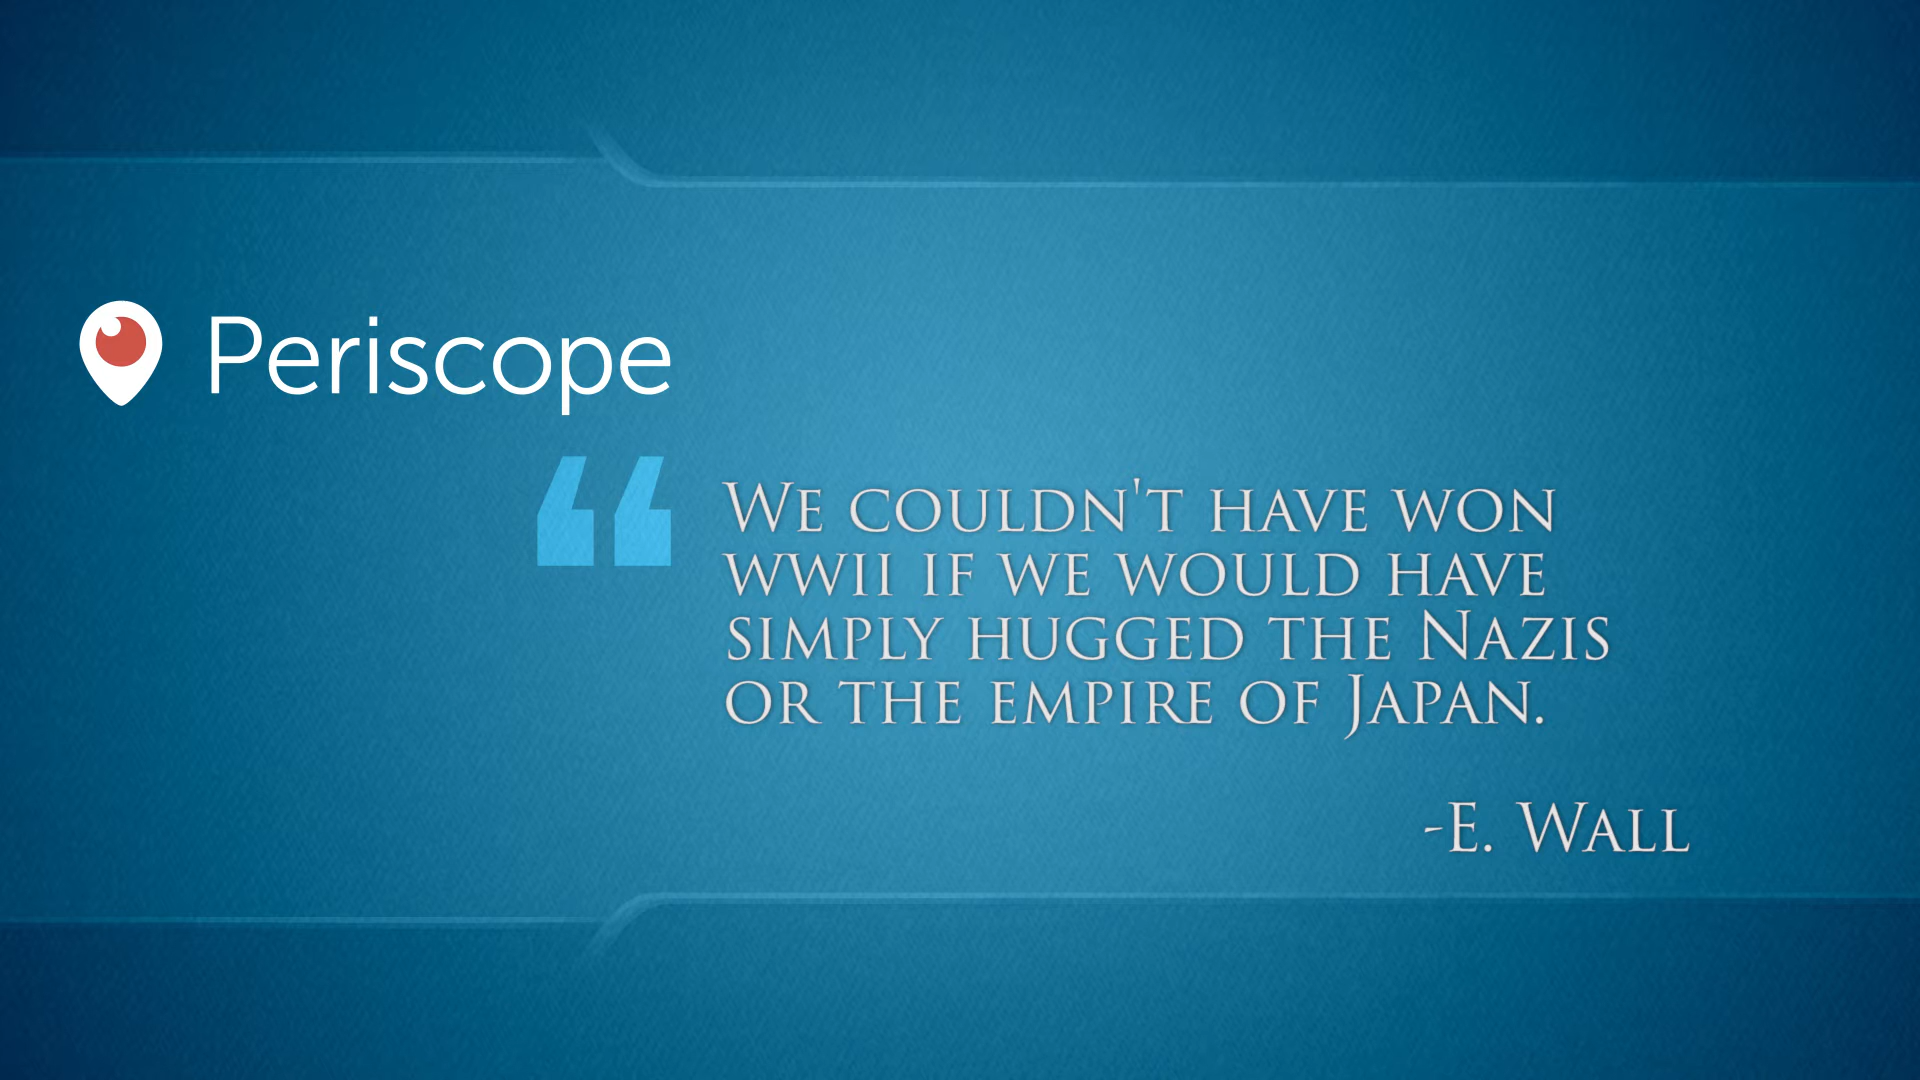 Periscope
“
We couldn't have won
WWII if we would have
simply hugged the Nazis
or the empire of Japan.
-E. Wall